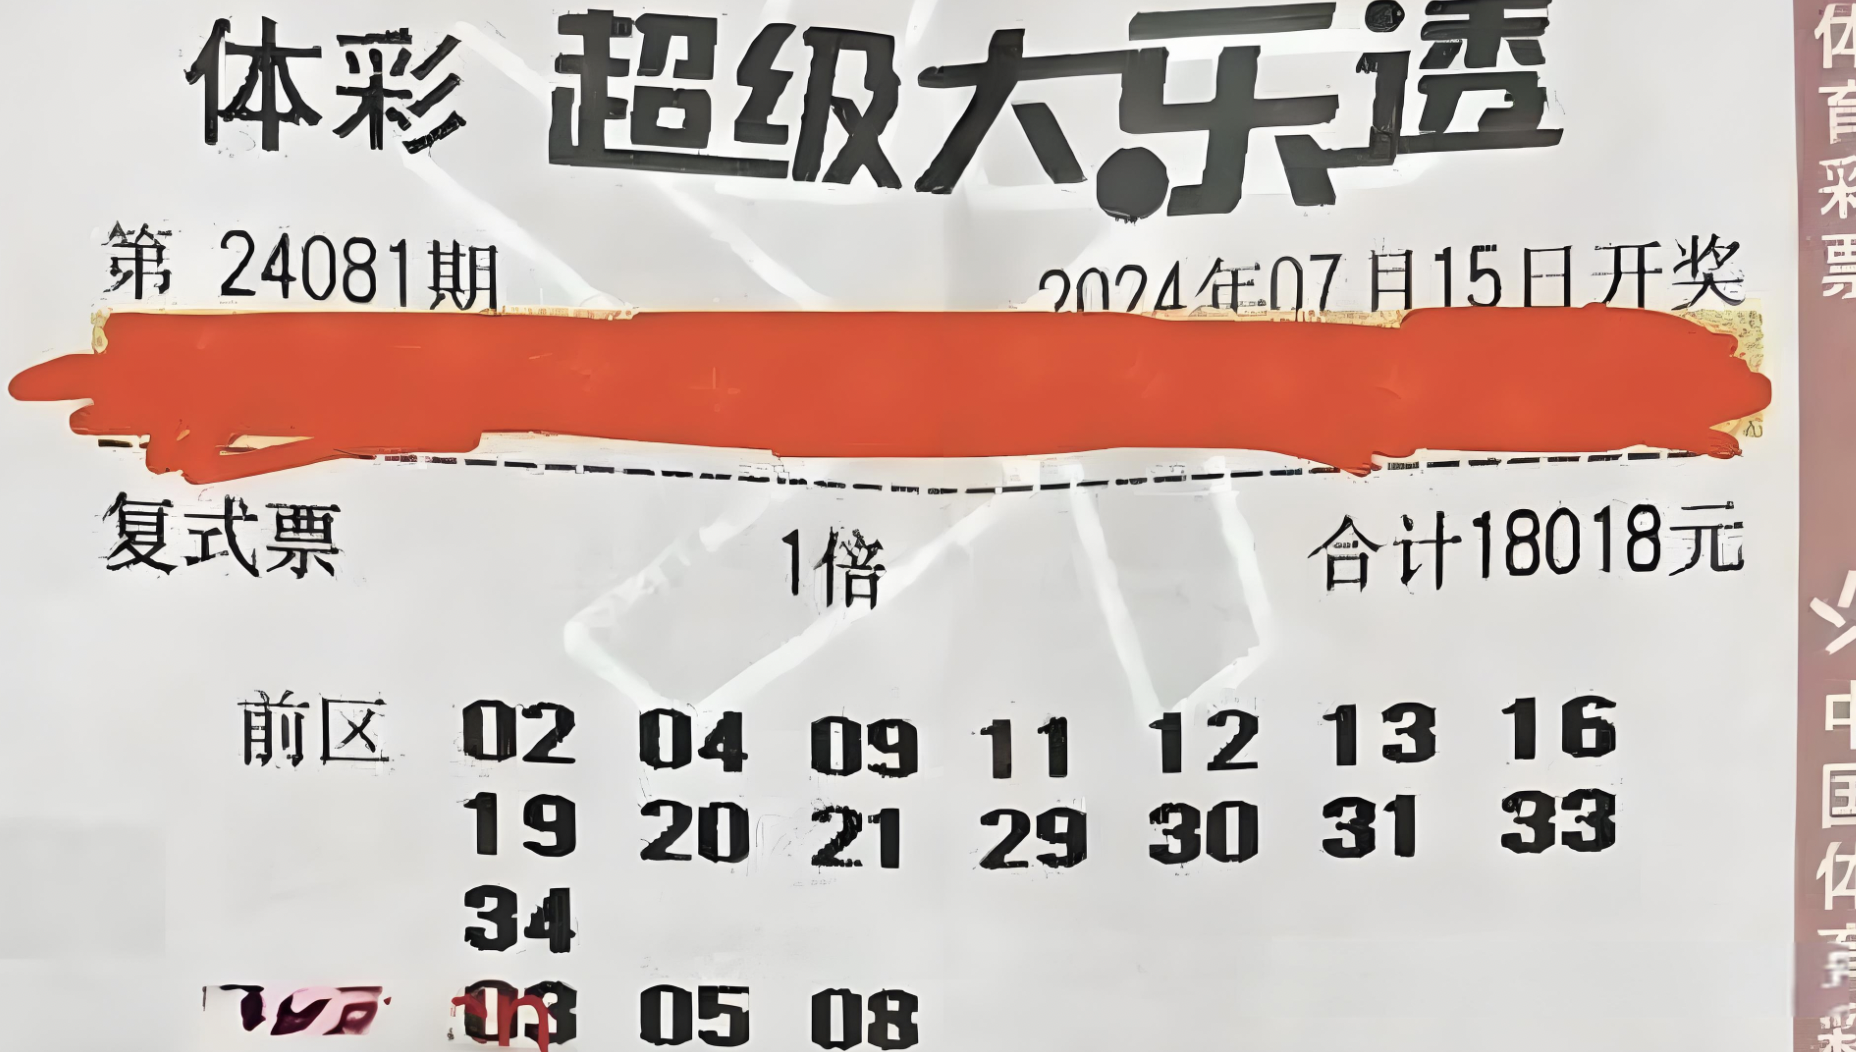 体彩 超级大乐透
第 24081期 2024年07月15日开奖
复式票 1倍 合计18018元
前区 02 04 09 11 12 13 16
19 20 21 29 30 31 33
34
03 05 08
体育彩票
中国体育彩